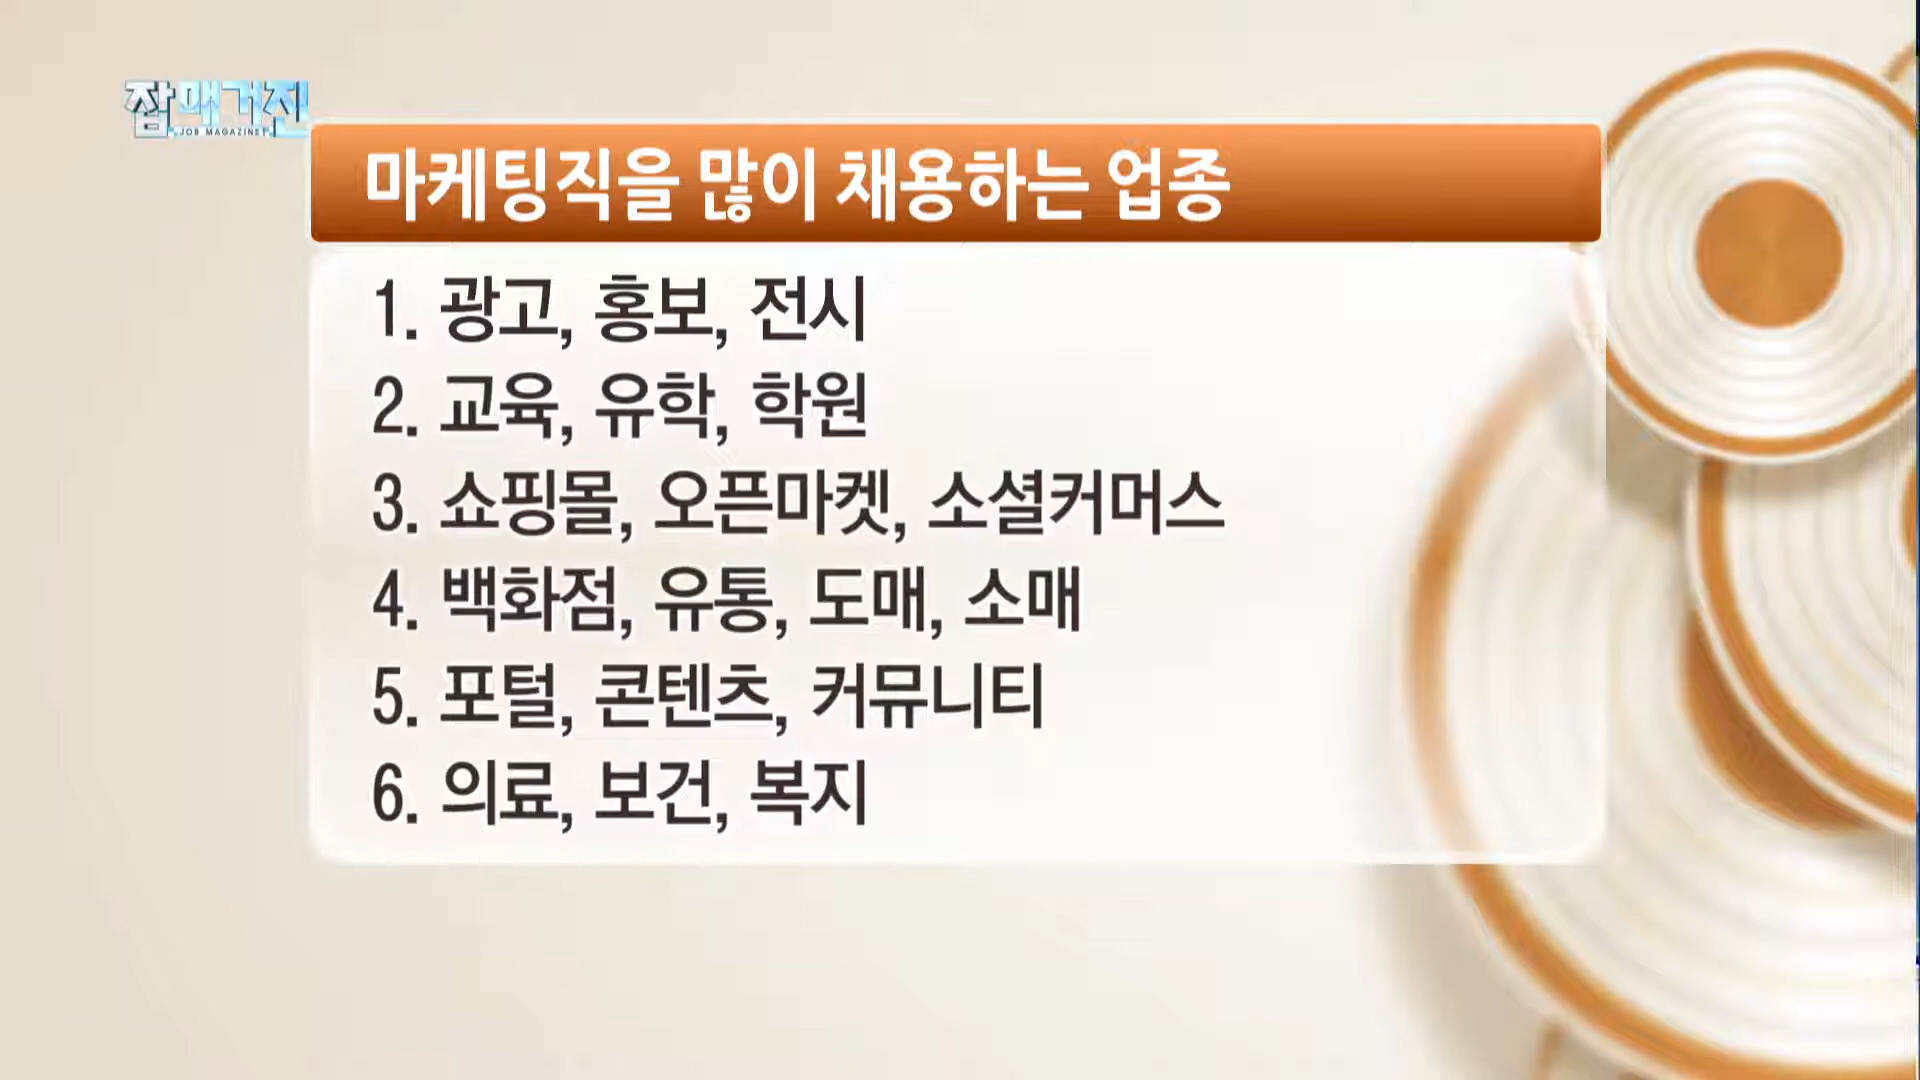 잡매거진
JOB MAGAZINE
마케팅직을 많이 채용하는 업종
1. 광고, 홍보, 전시
2. 교육, 유학, 학원
3. 쇼핑몰, 오픈마켓, 소셜커머스
4. 백화점, 유통, 도매, 소매
5. 포털, 콘텐츠, 커뮤니티
6. 의료, 보건, 복지